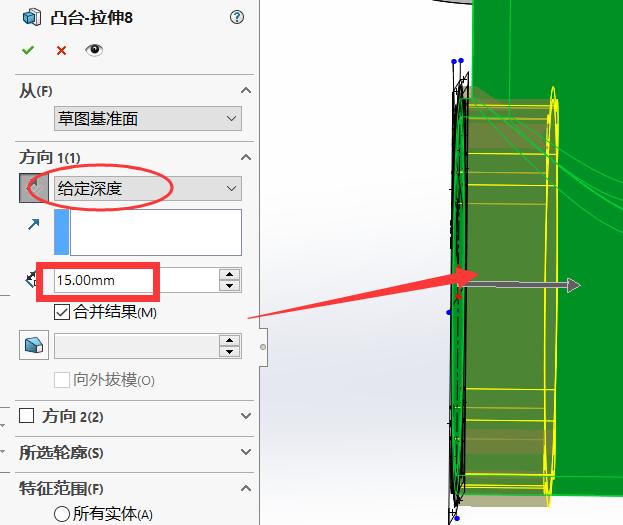 凸台-拉伸8
从(F)
草图基准面
方向 1(1)
给定深度
15.00mm
合并结果(M)
向外拔模(O)
方向 2(2)
所选轮廓(S)
特征范围(F)
所有实体(A)